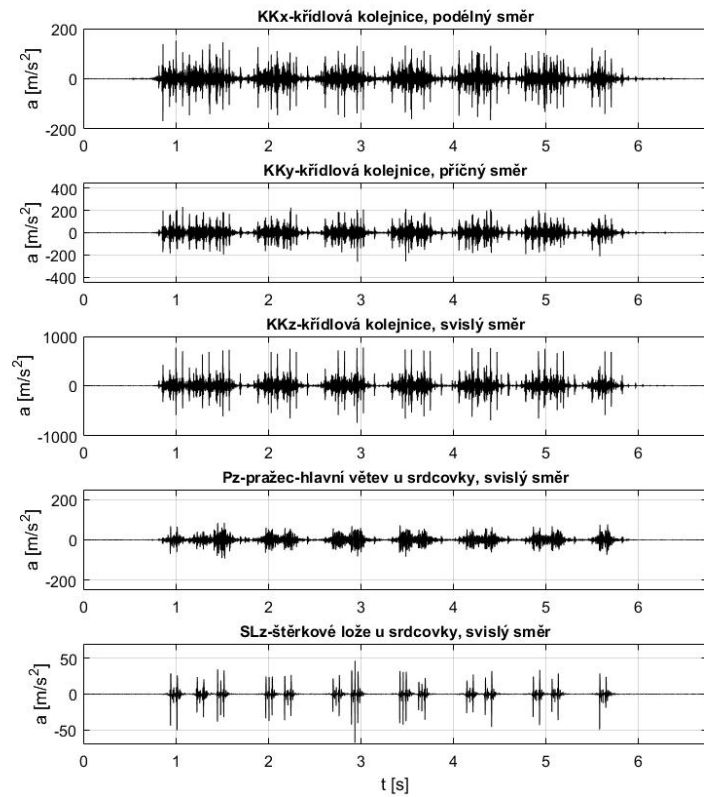 KKx-křídlová kolejnice, podélný směr
200
0
-200
a [m/s²]
0 1 2 3 4 5 6
KKy-křídlová kolejnice, příčný směr
400
200
0
-200
-400
a [m/s²]
0 1 2 3 4 5 6
KKz-křídlová kolejnice, svislý směr
1000
0
-1000
a [m/s²]
0 1 2 3 4 5 6
Pz-pražec-hlavní větev u srdcovky, svislý směr
200
0
-200
a [m/s²]
0 1 2 3 4 5 6
SLz-štěrkové lože u srdcovky, svislý směr
50
0
-50
a [m/s²]
0 1 2 3 4 5 6
t [s]